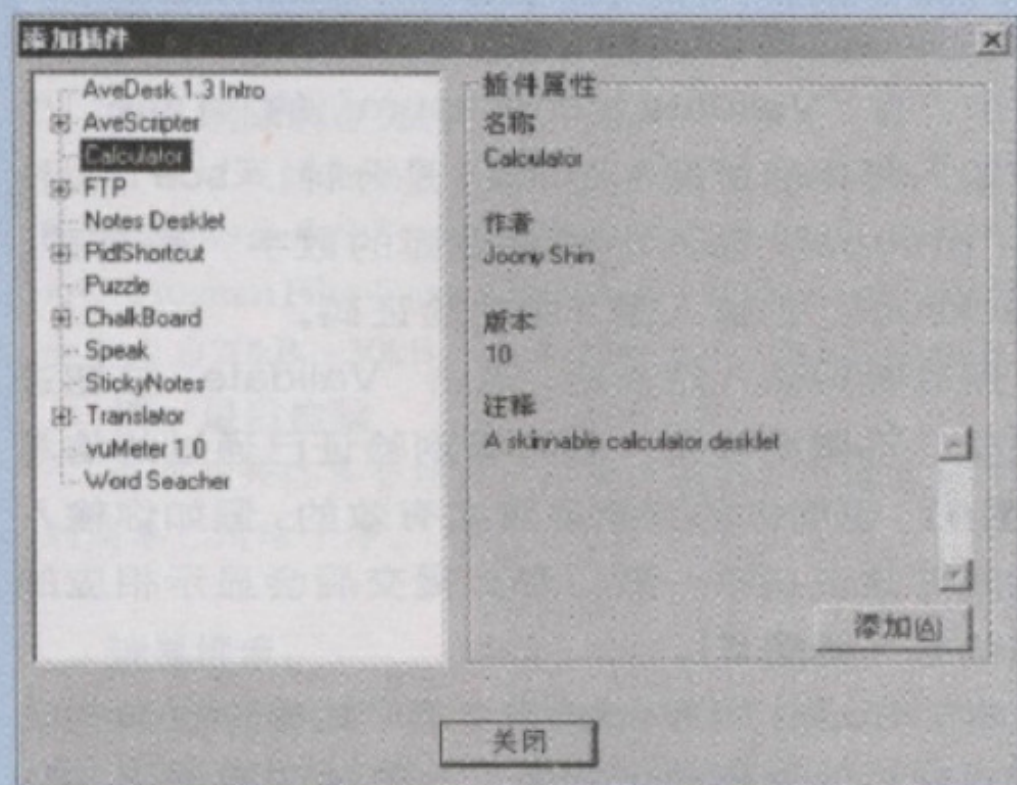 添加插件
AveDesk 1.3 Intro
AveScripter
Calculator
FTP
Notes Desklet
PidlShortcut
Puzzle
ChalkBoard
Speak
StickyNotes
Translator
vuMeter 1.0
Word Seacher
插件属性
名称:
Calculator
作者
Joony Shin
版本
10
注释:
A skinnable calculator desklet
添加(A)
关闭